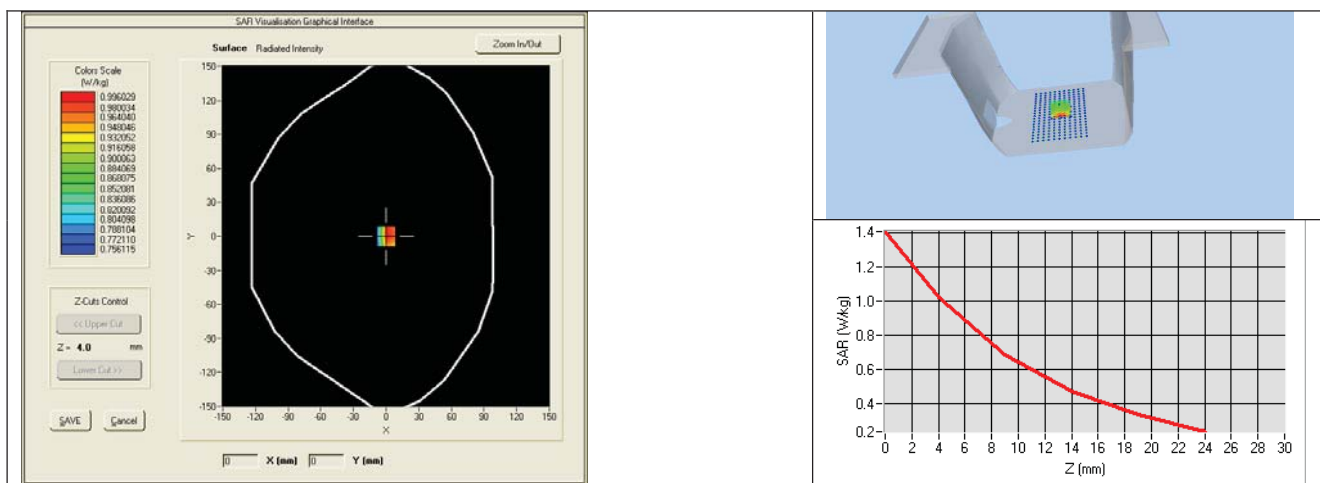 SAR Visualisation Graphical Interface
Surface Radiated Intensity
Zoom In/Out
Colors Scale
(W/kg)
0.996029
0.980034
0.964040
0.948046
0.932052
0.916058
0.900063
0.884069
0.868075
0.852081
0.836086
0.820092
0.804098
0.788104
0.772110
0.756115
Z-Cuts Control
<< Upper Cut
Z = 4.0 mm
Lower Cut >>
SAVE Cancel
150
120
90
60
30
0
-30
-60
-90
-120
-150
Y
-150 -120 -90 -60 -30 0 30 60 90 120 150
X
0 X (mm) 0 Y (mm)
1.4
1.2
1.0
0.8
0.6
0.4
0.2
SAR (W/kg)
0 2 4 6 8 10 12 14 16 18 20 22 24 26 28 30
Z (mm)